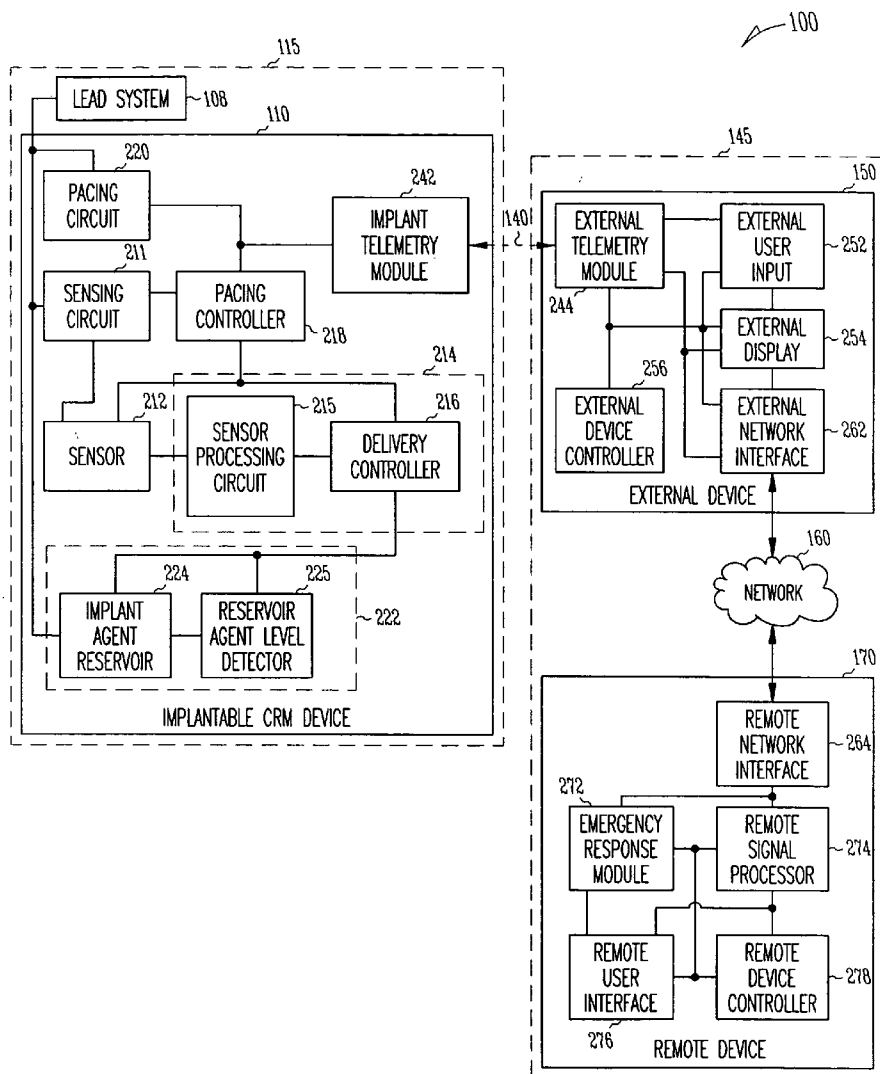 100
115
LEAD SYSTEM
108
110
220
PACING
CIRCUIT
242
IMPLANT
TELEMETRY
MODULE
140
211
SENSING
CIRCUIT
PACING
CONTROLLER
218
214
212
SENSOR
215
SENSOR
PROCESSING
CIRCUIT
216
DELIVERY
CONTROLLER
224
IMPLANT
AGENT
RESERVOIR
225
RESERVOIR
AGENT LEVEL
DETECTOR
222
IMPLANTABLE CRM DEVICE
145
150
EXTERNAL
TELEMETRY
MODULE
244
EXTERNAL
USER
INPUT
252
EXTERNAL
DISPLAY
254
256
EXTERNAL
DEVICE
CONTROLLER
EXTERNAL
NETWORK
INTERFACE
262
EXTERNAL DEVICE
160
NETWORK
170
REMOTE
NETWORK
INTERFACE
264
272
EMERGENCY
RESPONSE
MODULE
REMOTE
SIGNAL
PROCESSOR
274
REMOTE
USER
INTERFACE
276
REMOTE
DEVICE
CONTROLLER
278
REMOTE DEVICE